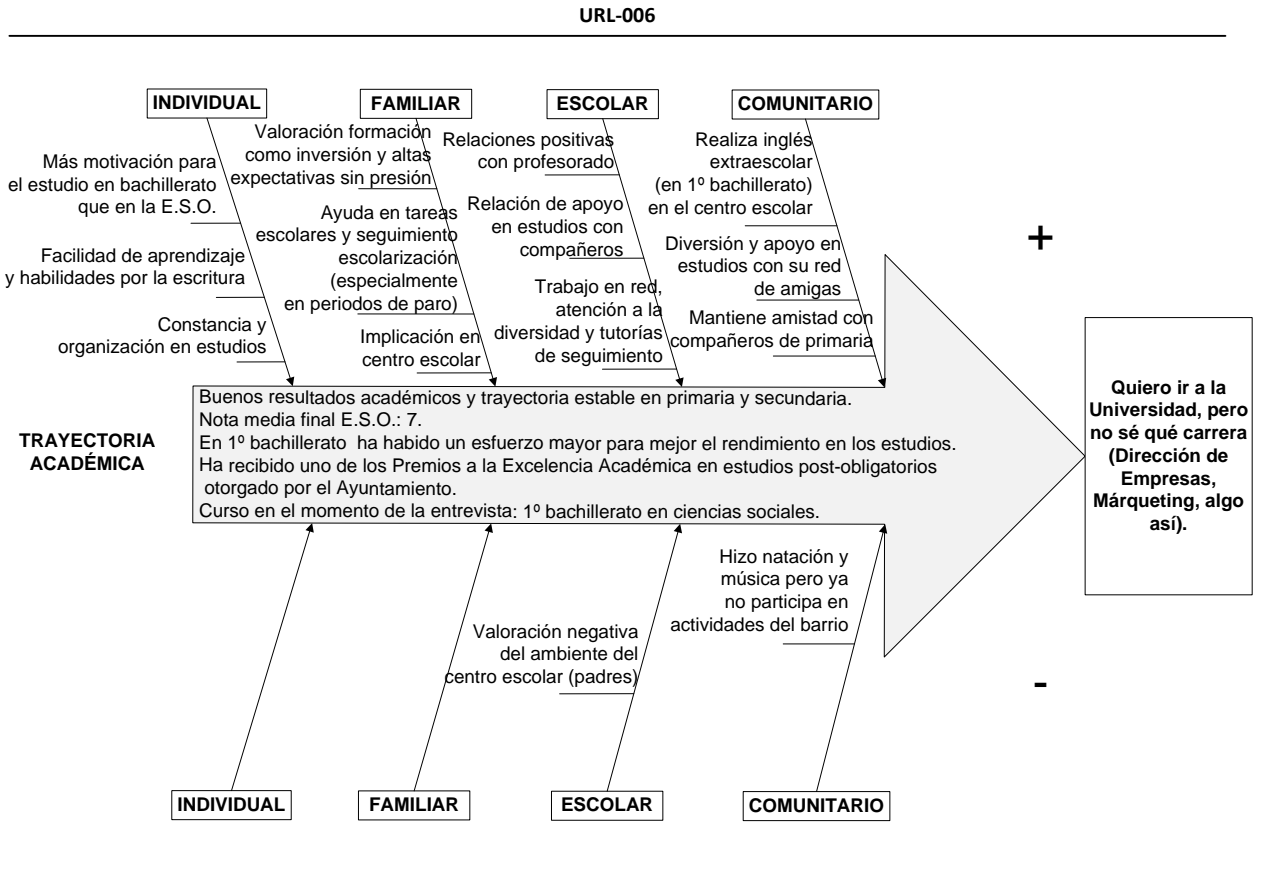 URL-006
INDIVIDUAL
Más motivación para
el estudio en bachillerato
que en la E.S.O.
Facilidad de aprendizaje
y habilidades por la escritura
Constancia y
organización en estudios
FAMILIAR
Valoración formación
como inversión y altas
expectativas sin presión
Ayuda en tareas
escolares y seguimiento
escolarización
(especialmente
en periodos de paro)
Implicación en
centro escolar
ESCOLAR
Relaciones positivas
con profesorado
Relación de apoyo
en estudios con
compañeros
Trabajo en red,
atención a la
diversidad y tutorías
de seguimiento
COMUNITARIO
Realiza inglés
extraescolar
(en 1º bachillerato)
en el centro escolar
Diversión y apoyo en
estudios con su red
de amigas
Mantiene amistad con
compañeros de primaria
+
TRAYECTORIA
ACADÉMICA
Buenos resultados académicos y trayectoria estable en primaria y secundaria.
Nota media final E.S.O.: 7.
En 1º bachillerato ha habido un esfuerzo mayor para mejor el rendimiento en los estudios.
Ha recibido uno de los Premios a la Excelencia Académica en estudios post-obligatorios
otorgado por el Ayuntamiento.
Curso en el momento de la entrevista: 1º bachillerato en ciencias sociales.
Quiero ir a la
Universidad, pero
no sé qué carrera
(Dirección de
Empresas,
Márqueting, algo
así).
Valoración negativa
del ambiente del
centro escolar (padres)
Hizo natación y
música pero ya
no participa en
actividades del barrio
-
INDIVIDUAL
FAMILIAR
ESCOLAR
COMUNITARIO